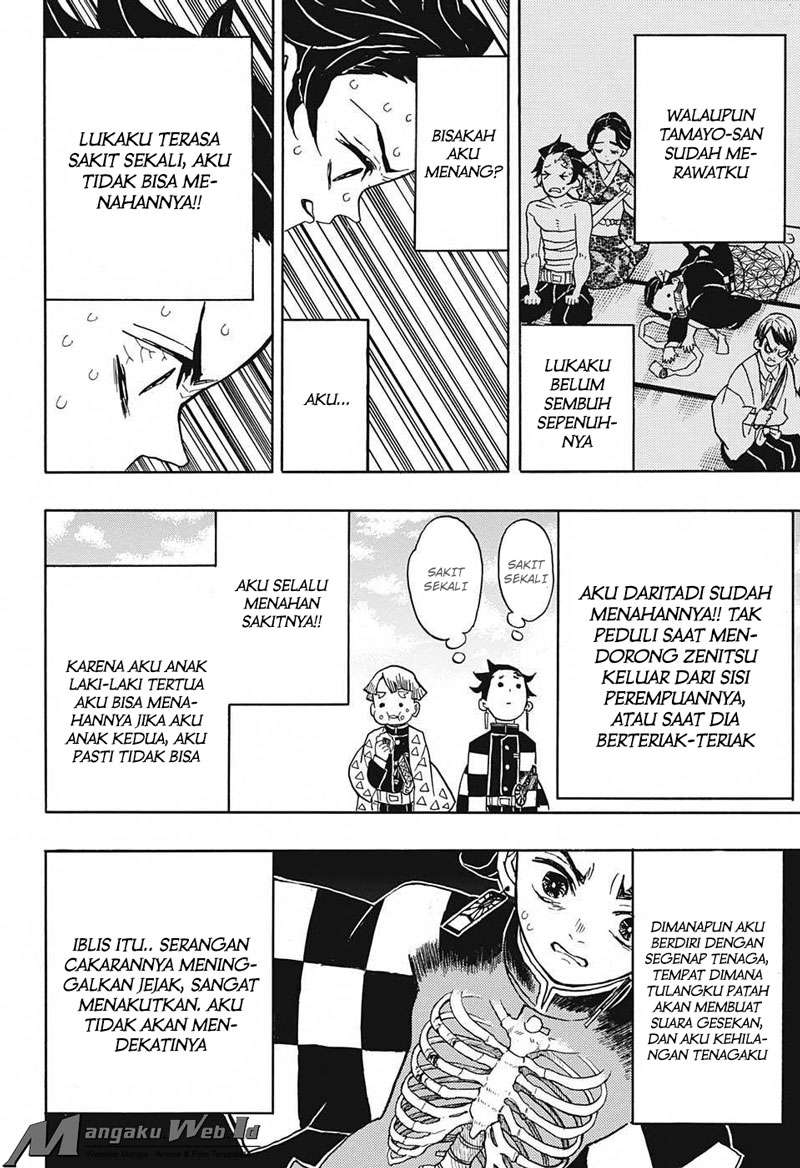 WALAUPUN
TAMAYO-SAN
SUDAH ME-
RAWATKU
LUKAKU
BELUM
SEMBUH
SEPENUH-
NYA
BISAKAH
AKU
MENANG?
AKU...
LUKAKU TERASA
SAKIT SEKALI, AKU
TIDAK BISA ME-
NAHANNYA!!
AKU DARITADI SUDAH
MENAHANNYA!! TAK
PEDULI SAAT MEN-
DORONG ZENITSU
KELUAR DARI SISI
PEREMPUANNYA,
ATAU SAAT DIA
BERTERIAK-TERIAK
SAKIT
SEKALI
SAKIT
SEKALI
AKU SELALU
MENAHAN
SAKITNYA!!
KARENA AKU ANAK
LAKI-LAKI TERTUA
AKU BISA MENA-
HANNYA JIKA AKU
ANAK KEDUA, AKU
PASTI TIDAK BISA
DIMANAPUN AKU
BERDIRI DENGAN
SEGENAP TENAGA,
TEMPAT DIMANA
TULANGKU PATAH
AKAN MEMBUAT
SUARA GESEKAN,
DAN AKU KEHIL-
ANGAN TENAGAKU
IBLIS ITU.. SERANGAN
CAKARANNYA MENING-
GALKAN JEJAK, SANGAT
MENAKUTKAN. AKU
TIDAK AKAN MEN-
DEKATINYA
Mangaku Web Id